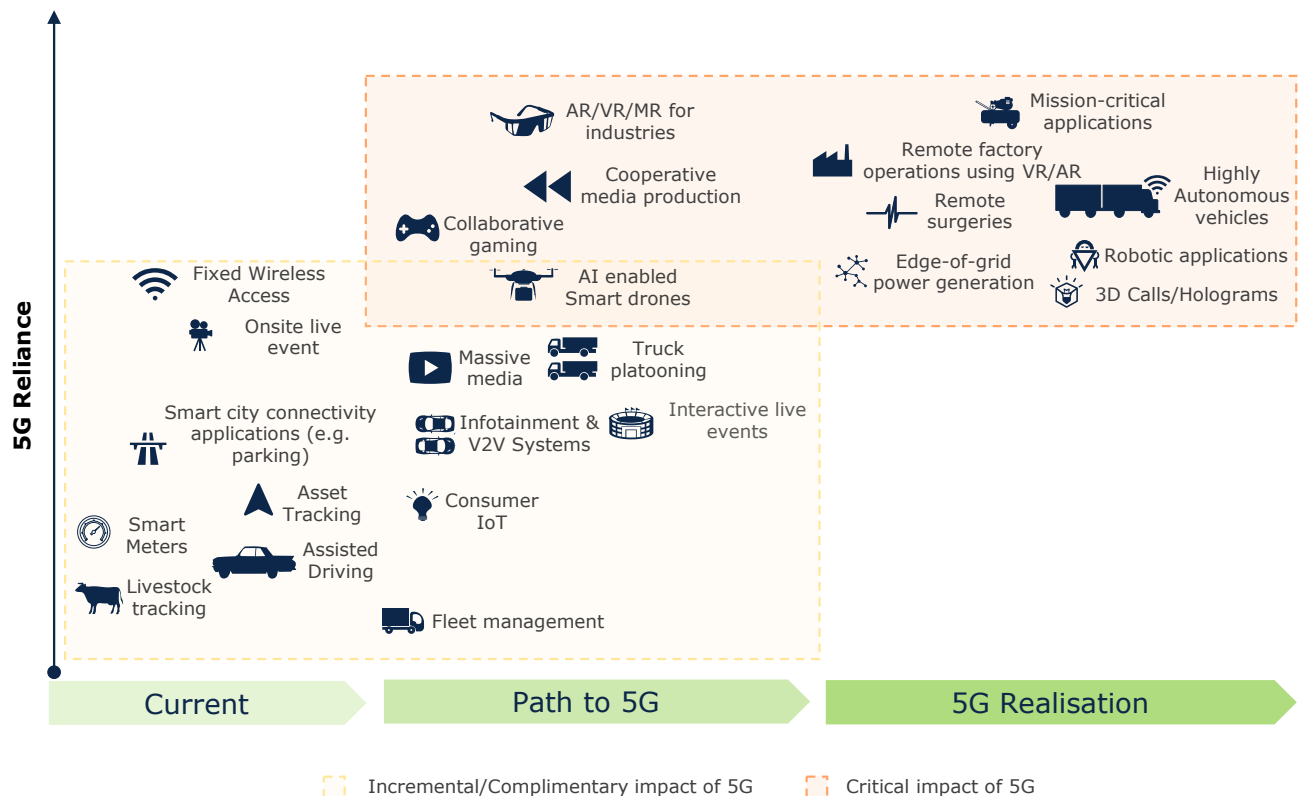 5G Reliance
AR/VR/MR for
industries
Cooperative
media production
Collaborative
gaming
AI enabled
Smart drones
Mission-critical
applications
Remote factory
operations using VR/AR
Highly
Autonomous
vehicles
Remote
surgeries
Robotic applications
Edge-of-grid
power generation
3D Calls/Holograms
Fixed Wireless
Access
Onsite live
event
Massive
media
Truck
platooning
Smart city connectivity
applications (e.g.
parking)
Infotainment &
V2V Systems
Interactive live
events
Asset
Tracking
Consumer
IoT
Smart
Meters
Assisted
Driving
Livestock
tracking
Fleet management
Current
Path to 5G
5G Realisation
Incremental/Complimentary impact of 5G
Critical impact of 5G